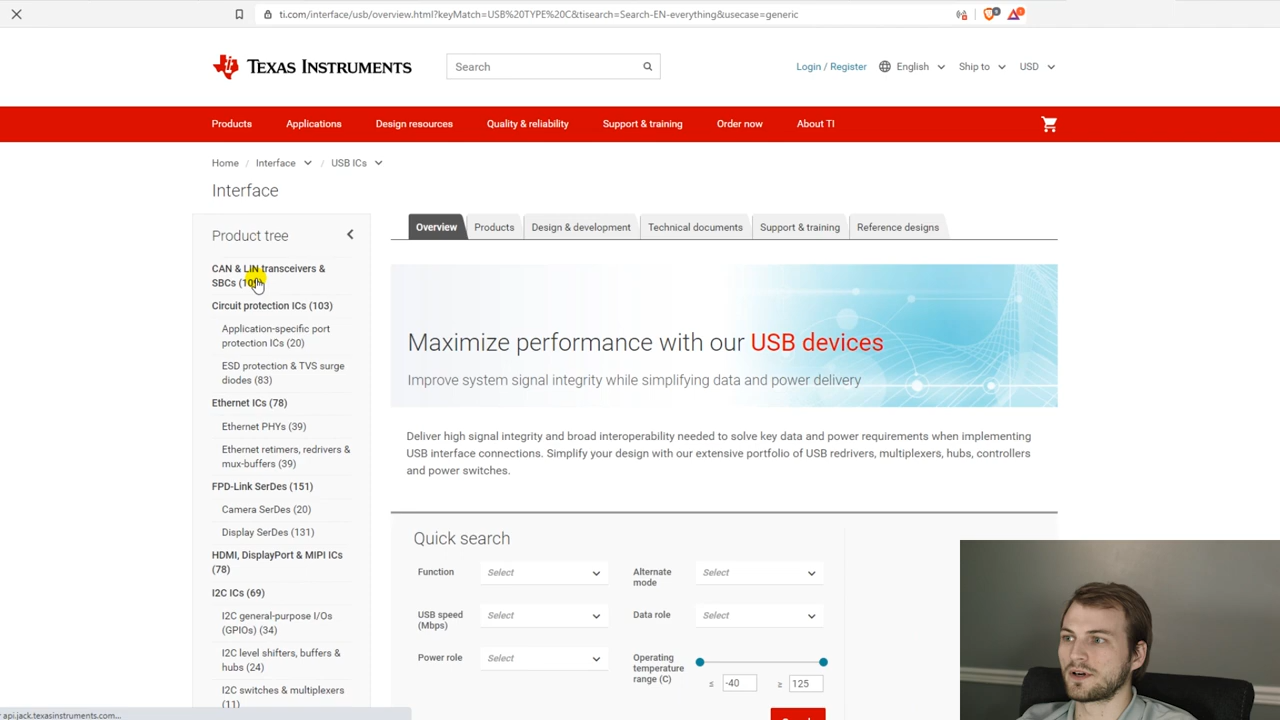 ti.com/interface/usb/overview.html?keyMatch=USB%20TYPE%20C&tisearch=Search-EN-everything&usecase=generic
TEXAS INSTRUMENTS
Search
Login / Register
English
Ship to
USD
Products
Applications
Design resources
Quality & reliability
Support & training
Order now
About TI
Home / Interface / USB ICs
Interface
Product tree
CAN & LIN transceivers &
SBCs
Circuit protection ICs (103)
Application-specific port
protection ICs (20)
ESD protection & TVS surge
diodes (83)
Ethernet ICs (78)
Ethernet PHYs (39)
Ethernet retimers, redrivers &
mux-buffers (39)
FPD-Link SerDes (151)
Camera SerDes (20)
Display SerDes (131)
HDMI, DisplayPort & MIPI ICs
(78)
I2C ICs (69)
I2C general-purpose I/Os
(GPIOs) (34)
I2C level shifters, buffers &
hubs (24)
I2C switches & multiplexers
(11)
Overview
Products
Design & development
Technical documents
Support & training
Reference designs
Maximize performance with our USB devices
Improve system signal integrity while simplifying data and power delivery
Deliver high signal integrity and broad interoperability needed to solve key data and power requirements when implementing
USB interface connections. Simplify your design with our extensive portfolio of USB redrivers, multiplexers, hubs, controllers
and power switches.
Quick search
Function
Select
Alternate
mode
Select
USB speed
(Mbps)
Select
Data role
Select
Power role
Select
Operating
temperature
range (C)
≤ -40
≥ 125
api.jack.texasinstruments.com...